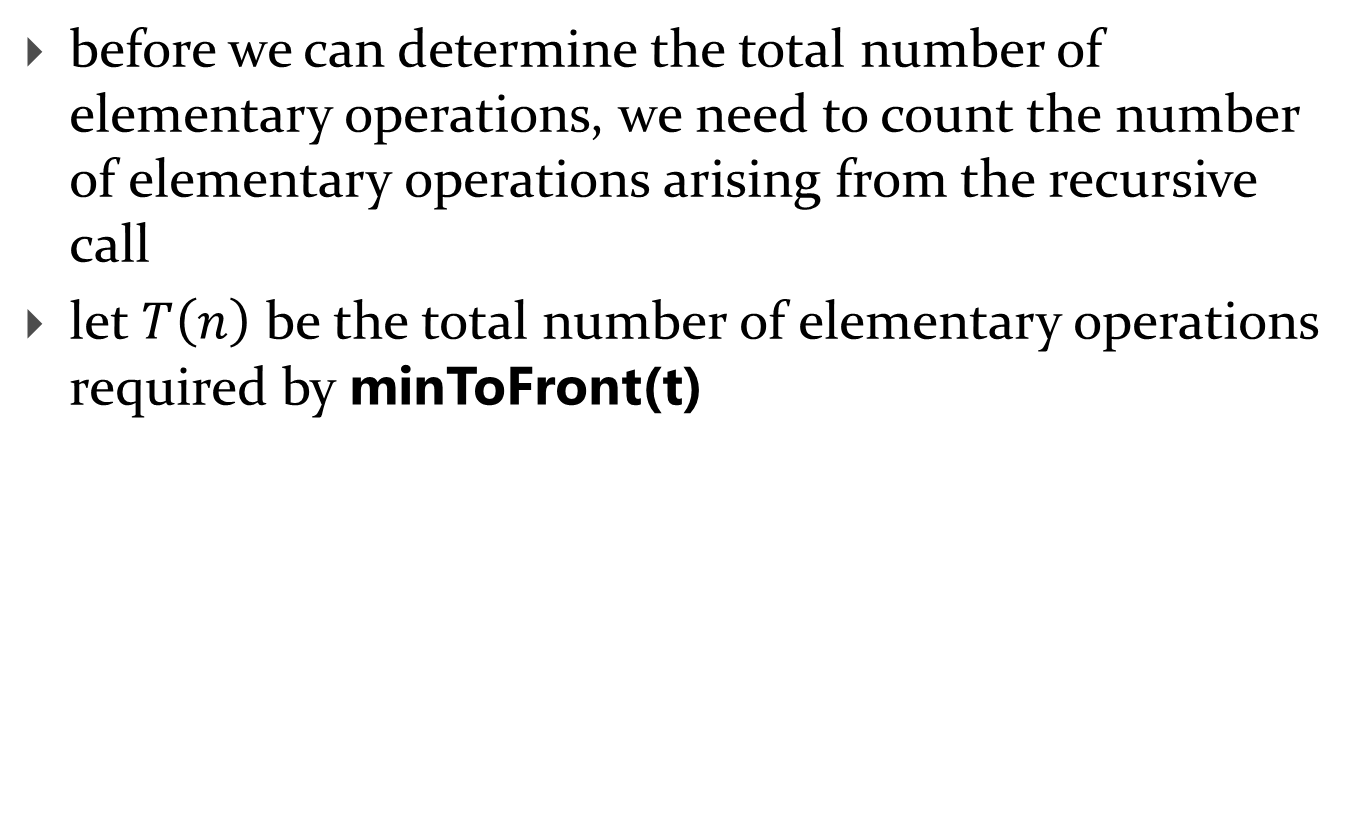 before we can determine the total number of
elementary operations, we need to count the number
of elementary operations arising from the recursive
call
let T(n) be the total number of elementary operations
required by minToFront(t)